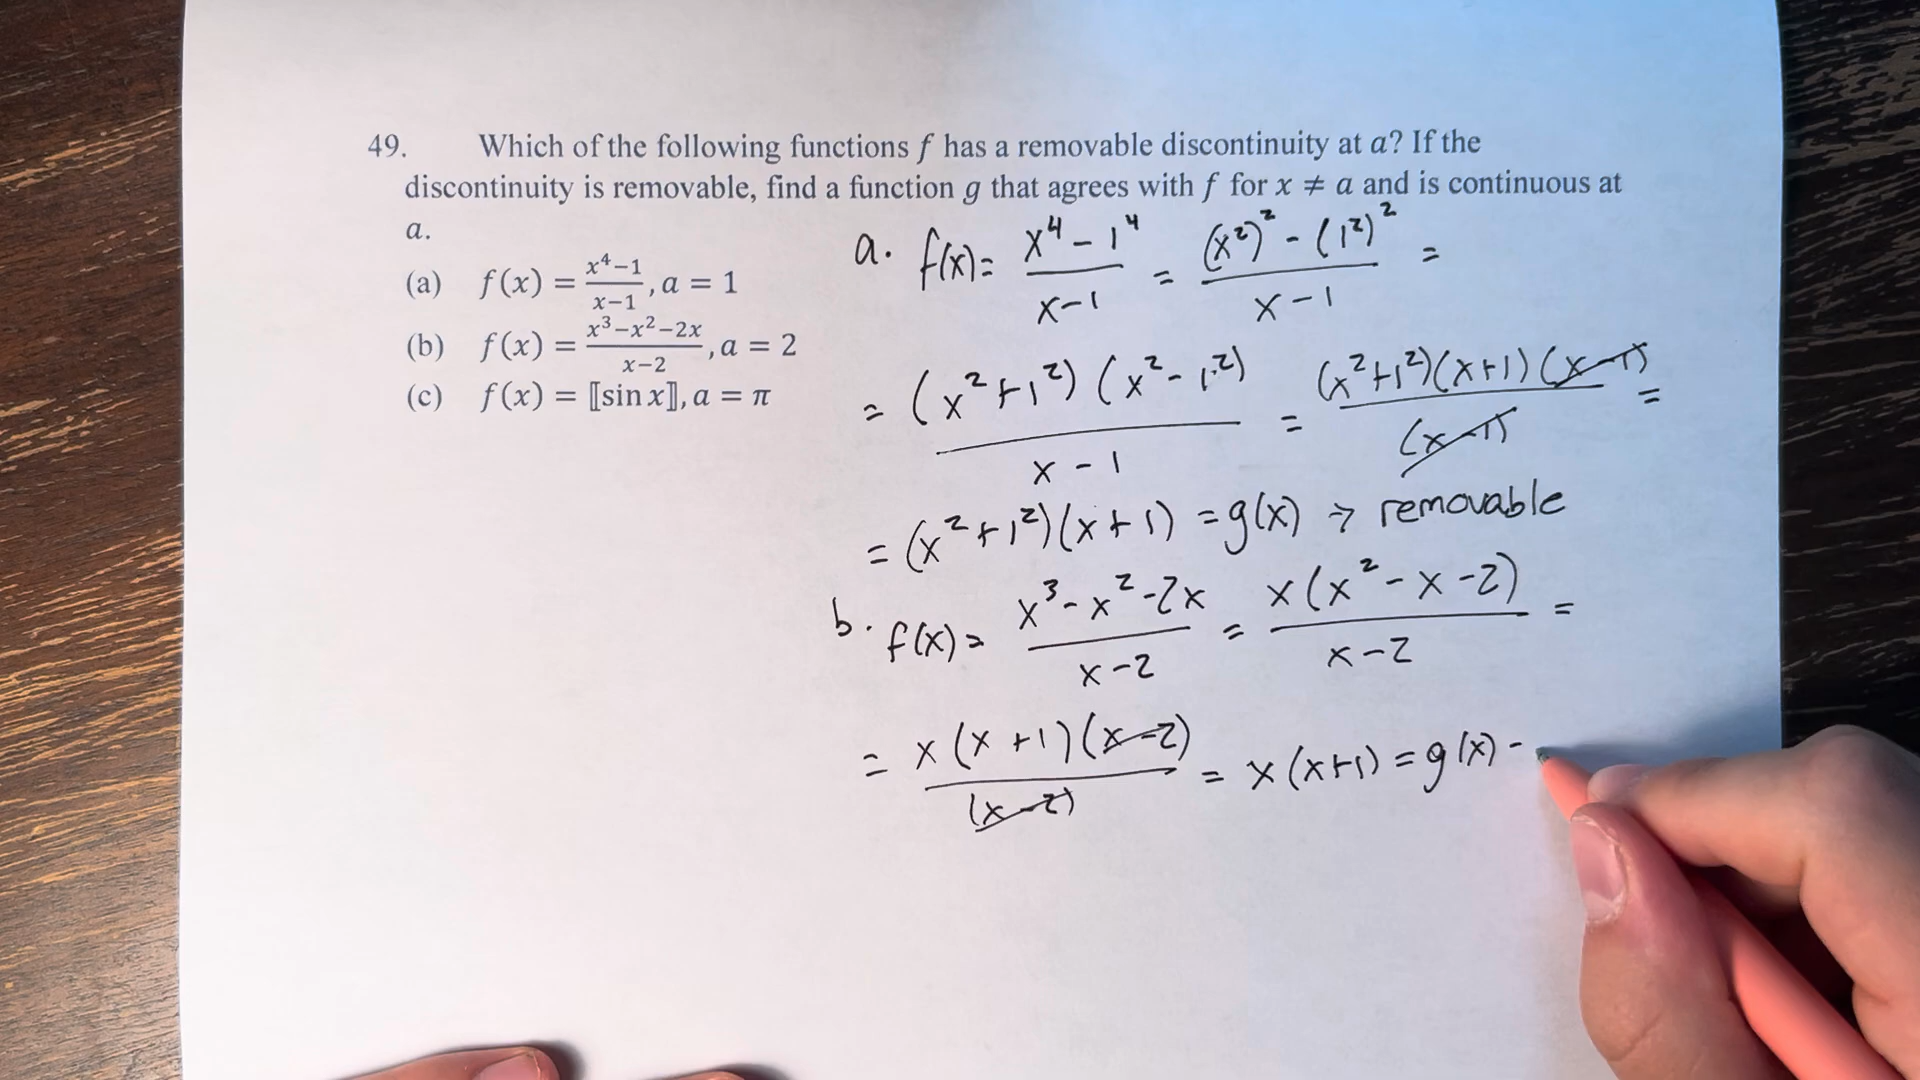 49. Which of the following functions f has a removable discontinuity at a? If the
discontinuity is removable, find a function g that agrees with f for x ≠ a and is continuous at
a.
(a) f(x) = (x⁴−1)/(x−1), a = 1
(b) f(x) = (x³−x²−2x)/(x−2), a = 2
(c) f(x) = ⟦sin x⟧, a = π
a. f(x) = (x⁴ − 1⁴)/(x−1) = ((x²)² − (1²)²)/(x−1) =
= ((x²+1²)(x²−1²))/(x−1) = ((x²+1²)(x+1)(x−1))/((x−1)) =
= (x²+1²)(x+1) = g(x) → removable
b. f(x) = (x³−x²−2x)/(x−2) = (x(x²−x−2))/(x−2) =
= (x(x+1)(x−2))/((x−2)) = x(x+1) = g(x) -